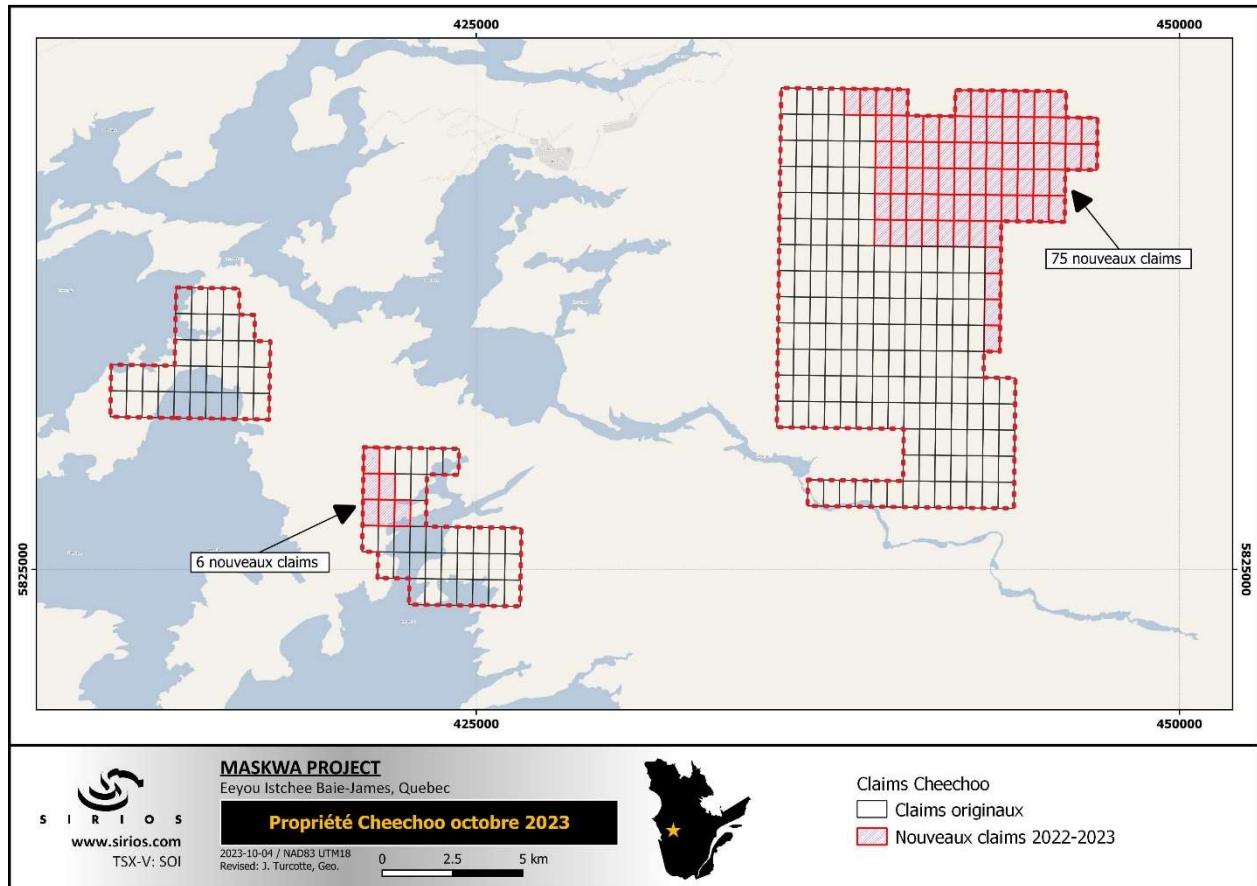 425000
450000
75 nouveaux claims
6 nouveaux claims
5825000
5825000
425000
450000
SIRIOS
www.sirios.com
TSX-V: SOI
MASKWA PROJECT
Eeyou Istchee Baie-James, Quebec
Propriété Cheechoo octobre 2023
2023-10-04 / NAD83 UTM18
Revised: J. Turcotte, Geo.
0 2.5 5 km
Claims Cheechoo
Claims originaux
Nouveaux claims 2022-2023